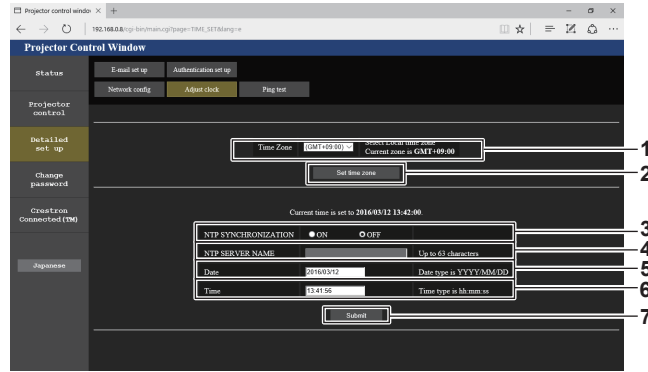 Projector control windov
192.168.0.8/cgi-bin/main.cgi?page=TIME_SET&lang=e
Projector Control Window
Status
E-mail set up
Authentication set up
Network config
Adjust clock
Ping test
Projector
control
Detailed
set up
Time Zone
(GMT+09:00)
Select Local time zone
Current zone is GMT+09:00
1
Set time zone
2
Change
password
Crestron
Connected(TM)
Current time is set to 2016/03/12 13:42:00.
NTP SYNCHRONIZATION
ON
OFF
3
NTP SERVER NAME
Up to 63 characters
4
Japanese
Date
2016/03/12
Date type is YYYY/MM/DD
5
Time
13:41:56
Time type is hh:mm:ss
6
Submit
7